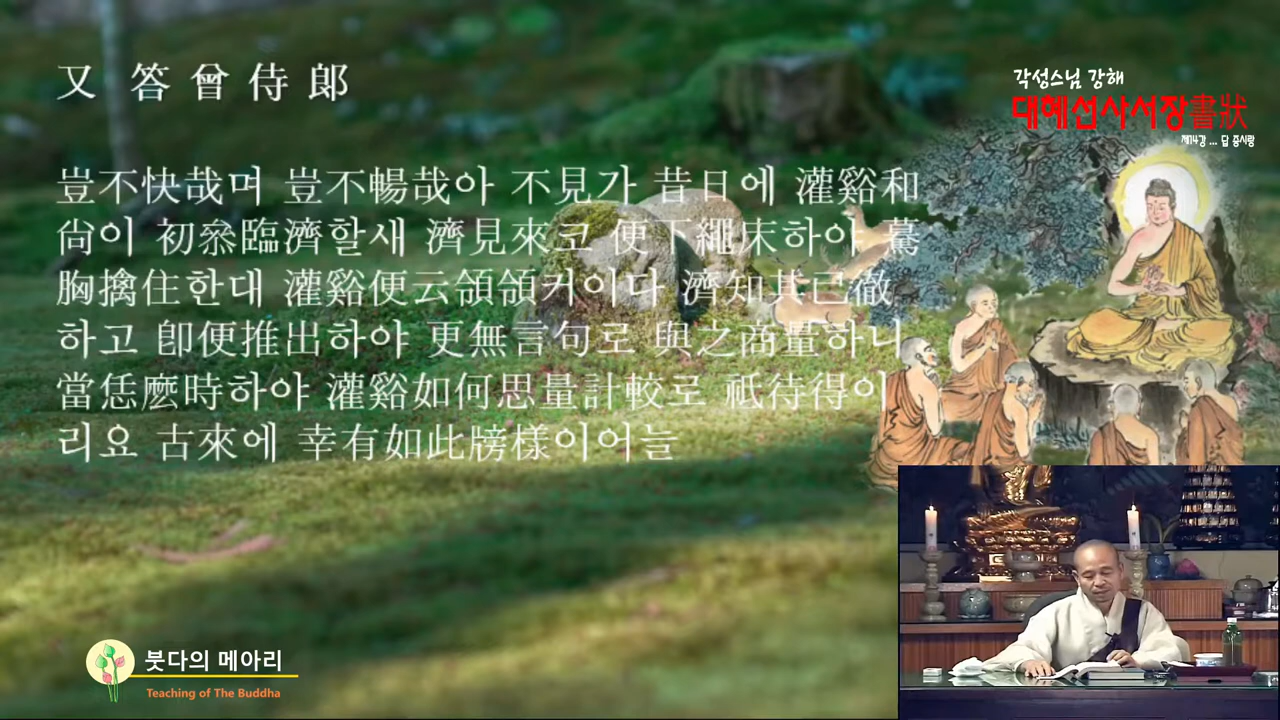 又 答 曾 侍 郞
각성스님 강해
대혜선사서장書狀
제14강 ... 답 증시랑
豈不快哉며 豈不暢哉아 不見가 昔日에 灌谿和
尙이 初叅臨濟할새 濟見來코 便下繩床하야 驀
胸擒住한대 灌谿便云領領커이다 濟知其已徹
하고 卽便推出하야 更無言句로 與之商量하니
當恁麽時하야 灌谿如何思量計較로 祗待得이
리요 古來에 幸有如此牓樣이어늘
붓다의 메아리
Teaching of The Buddha